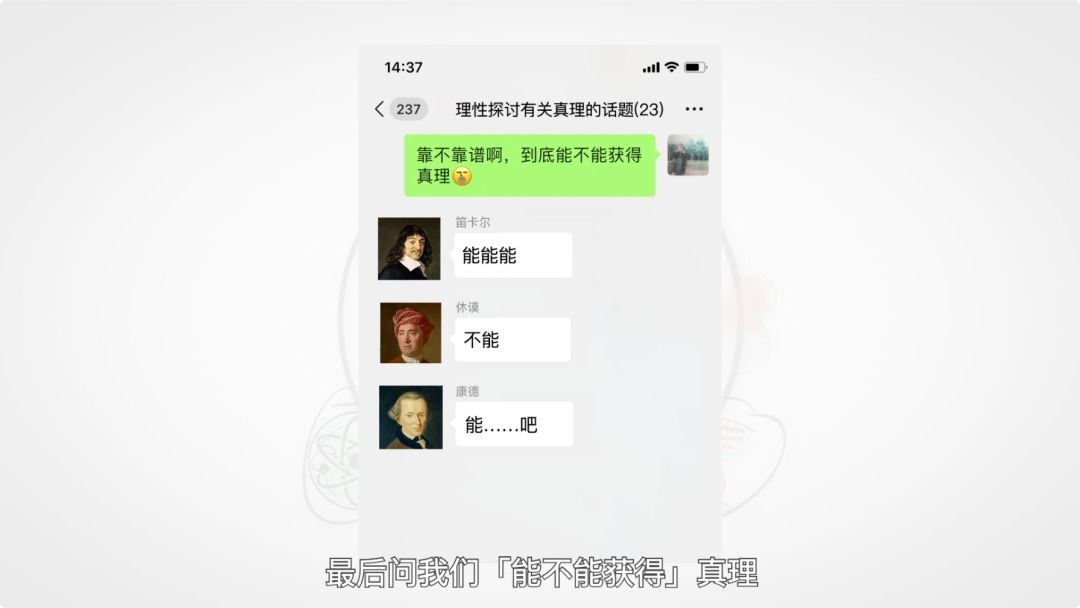 14:37
237
理性探讨有关真理的话题(23)
靠不靠谱啊，到底能不能获得
真理
笛卡尔
能能能
休谟
不能
康德
能……吧
最后问我们「能不能获得」真理